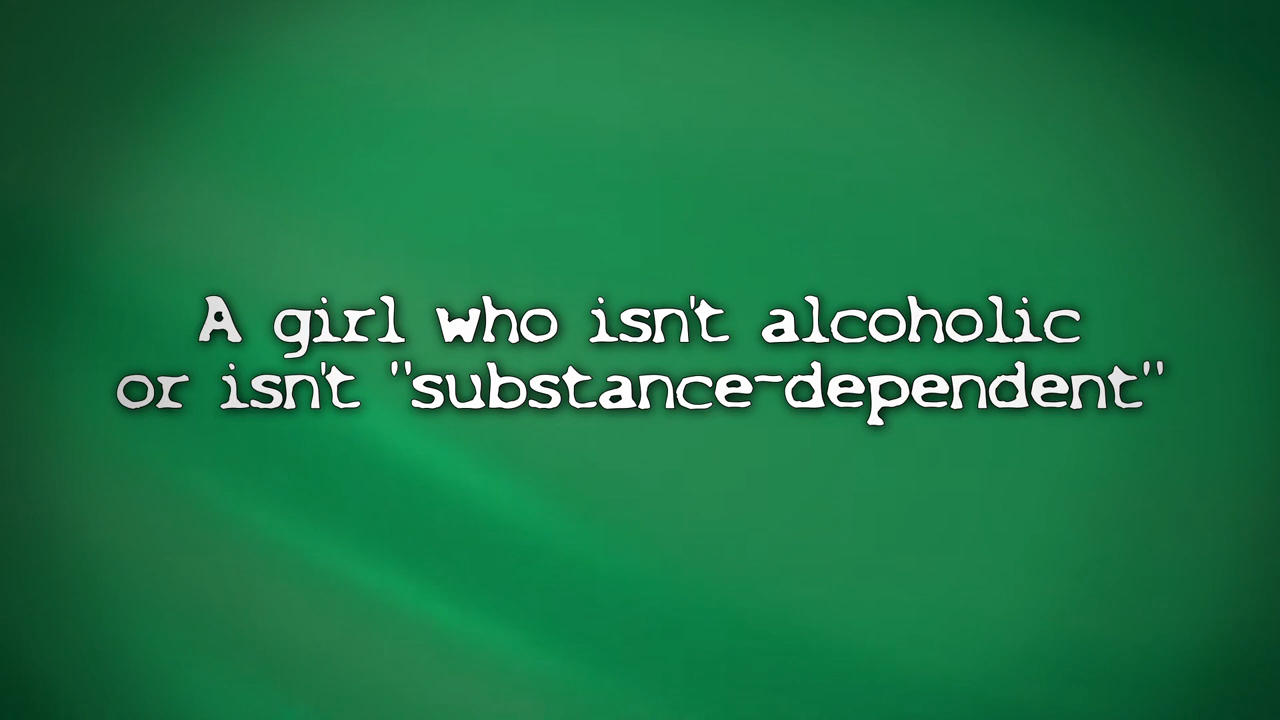 A girl who isn't alcoholic
or isn't "substance-dependent"